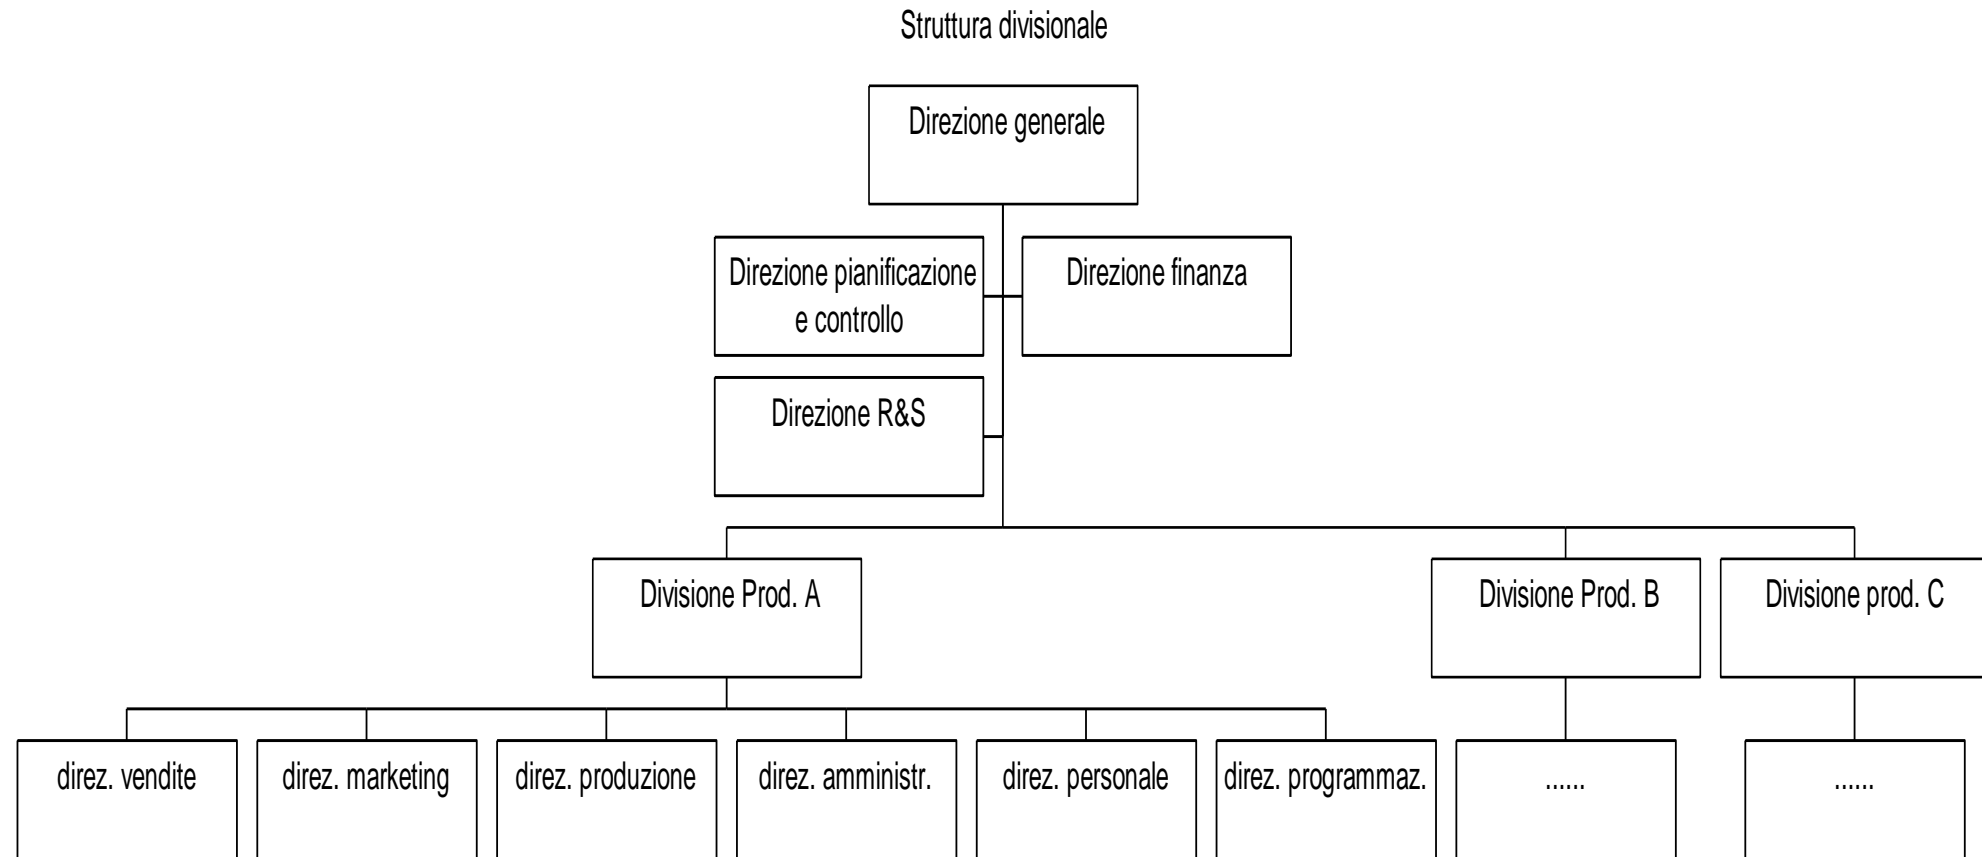 Struttura divisionale
Direzione generale
Direzione pianificazione
e controllo
Direzione finanza
Direzione R&S
Divisione Prod. A
Divisione Prod. B
Divisione prod. C
direz. vendite
direz. marketing
direz. produzione
direz. amministr.
direz. personale
direz. programmaz.
......
......